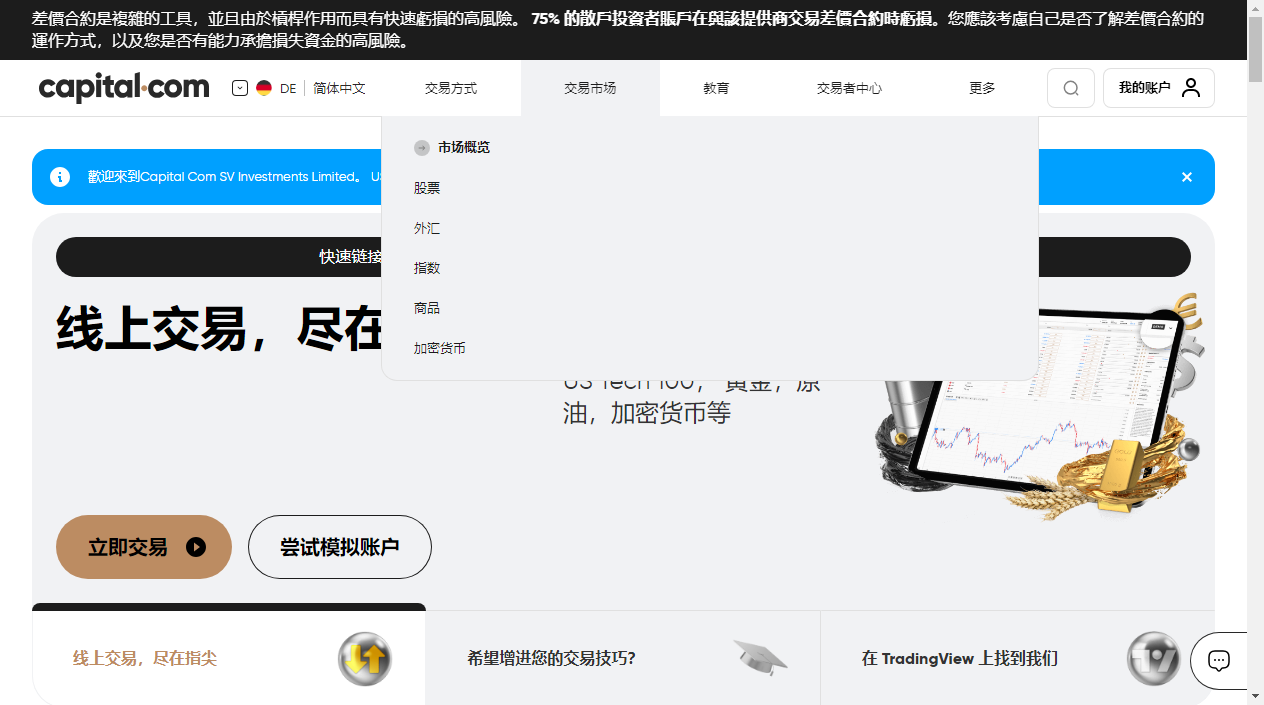 差價合約是複雜的工具，並且由於槓桿作用而具有快速虧損的高風險。 75% 的散戶投資者賬戶在與該提供商交易差價合約時虧損。您應該考慮自己是否了解差價合約的
運作方式，以及您是否有能力承擔損失資金的高風險。
capital.com DE 简体中文 交易方式 交易市场 教育 交易者中心 更多 我的账户
市场概览
歡迎來到Capital Com SV Investments Limited。
股票
外汇
快速链接
指数
线上交易，尽在
商品
加密货币
US Tech 100， 黄金，原
油，加密货币等
立即交易 尝试模拟账户
线上交易，尽在指尖 希望增进您的交易技巧? 在 TradingView 上找到我们